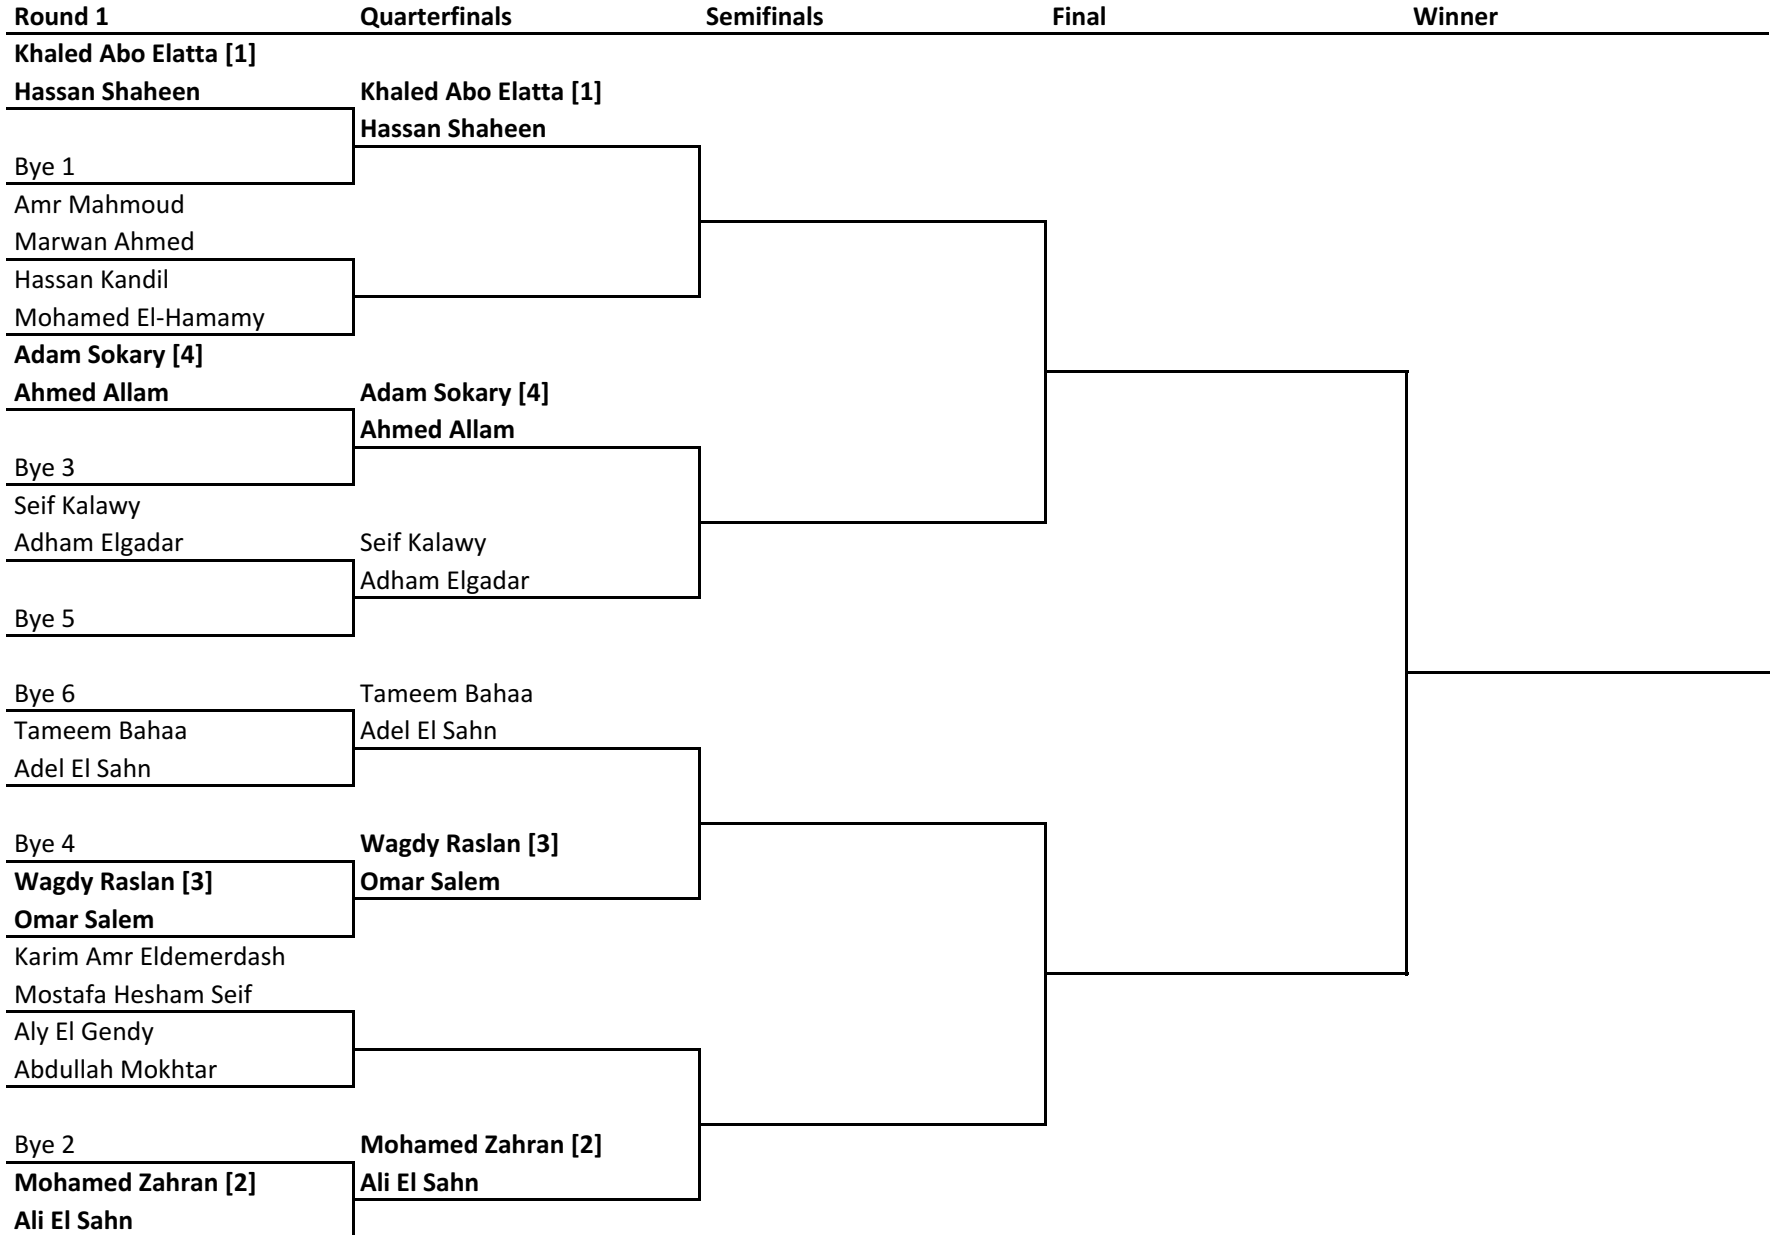 Round 1 Quarterfinals Semifinals Final Winner
Khaled Abo Elatta [1]
Hassan Shaheen Khaled Abo Elatta [1]
Hassan Shaheen
Bye 1
Amr Mahmoud
Marwan Ahmed
Hassan Kandil
Mohamed El-Hamamy
Adam Sokary [4]
Ahmed Allam Adam Sokary [4]
Ahmed Allam
Bye 3
Seif Kalawy
Adham Elgadar Seif Kalawy
Adham Elgadar
Bye 5
Bye 6 Tameem Bahaa
Tameem Bahaa Adel El Sahn
Adel El Sahn
Bye 4 Wagdy Raslan [3]
Wagdy Raslan [3] Omar Salem
Omar Salem
Karim Amr Eldemerdash
Mostafa Hesham Seif
Aly El Gendy
Abdullah Mokhtar
Bye 2 Mohamed Zahran [2]
Mohamed Zahran [2] Ali El Sahn
Ali El Sahn